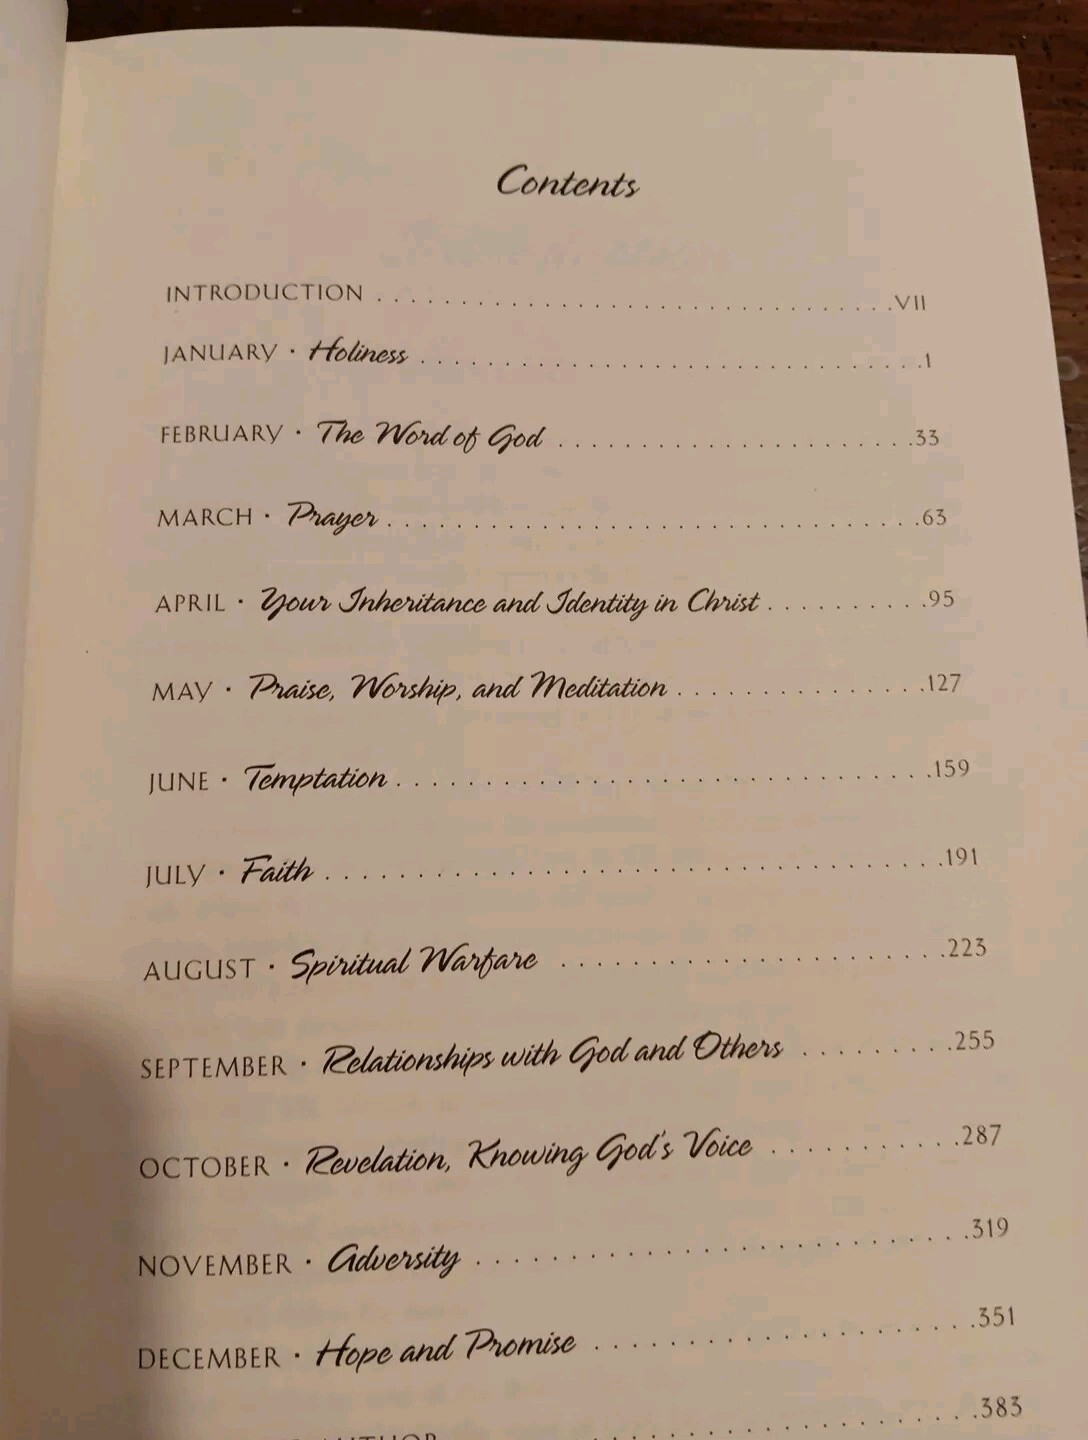 Contents
INTRODUCTION . . . . . . . . . . . . . . . . . . . . . . . . . . . . . . . VII
JANUARY · Holiness . . . . . . . . . . . . . . . . . . . . . . . . . . . . . 1
FEBRUARY · The Word of God . . . . . . . . . . . . . . . . . . . . 33
MARCH · Prayer . . . . . . . . . . . . . . . . . . . . . . . . . . . . . . . 63
APRIL · Your Inheritance and Identity in Christ . . . . . . . . . . 95
MAY · Praise, Worship, and Meditation . . . . . . . . . . . . . . 127
JUNE · Temptation . . . . . . . . . . . . . . . . . . . . . . . . . . . . . 159
JULY · Faith . . . . . . . . . . . . . . . . . . . . . . . . . . . . . . . . . 191
AUGUST · Spiritual Warfare . . . . . . . . . . . . . . . . . . . . . 223
SEPTEMBER · Relationships with God and Others . . . . . . . . . 255
OCTOBER · Revelation, Knowing God's Voice . . . . . . . . . . . 287
NOVEMBER · Adversity . . . . . . . . . . . . . . . . . . . . . . . . 319
DECEMBER · Hope and Promise . . . . . . . . . . . . . . . . . . . 351
AUTHOR . . . . . . . . . . . . . . . . . . . . . . . . . 383